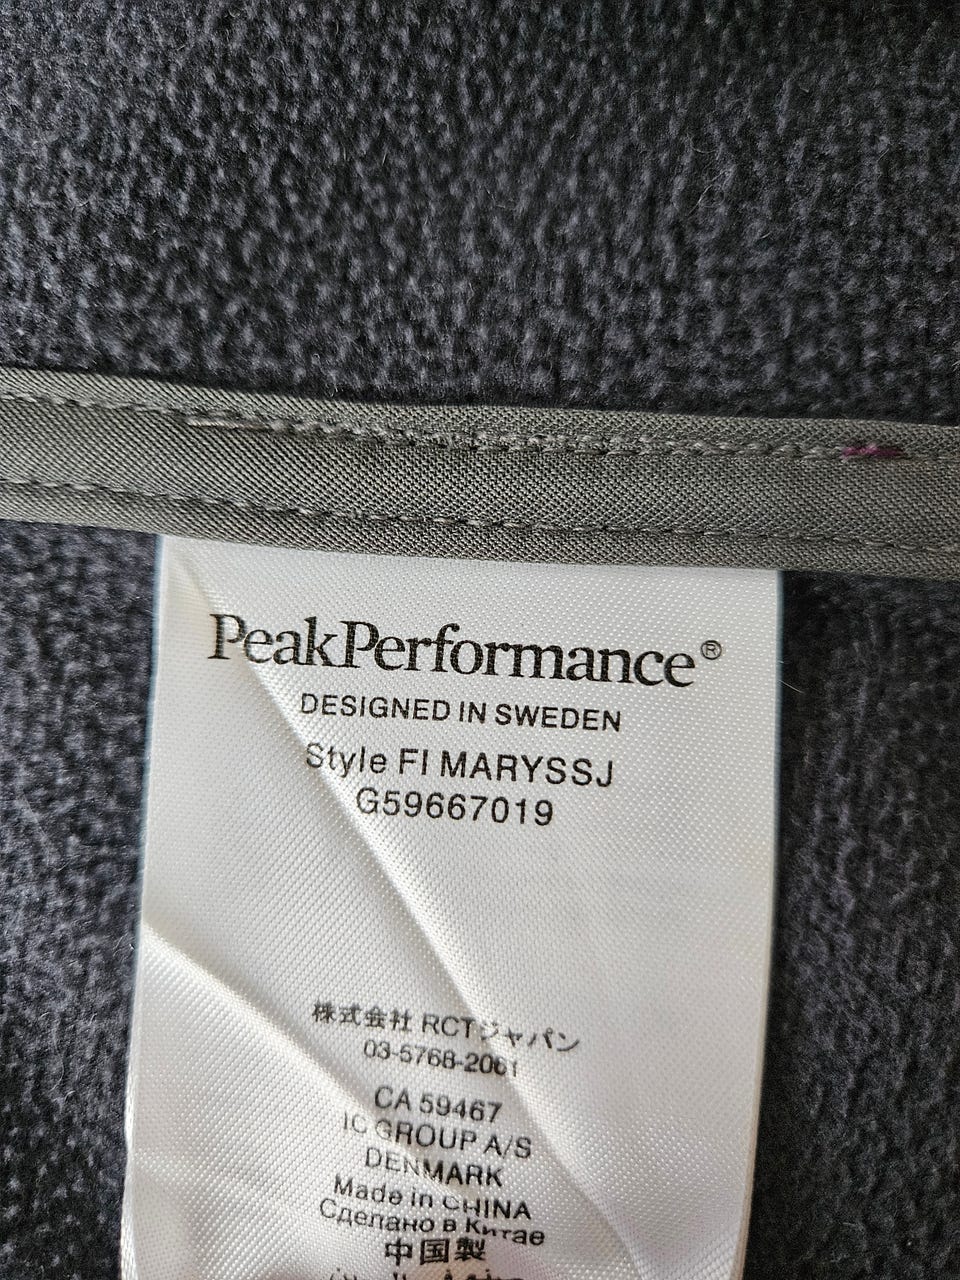 PeakPerformance®
DESIGNED IN SWEDEN
Style FI MARYSSJ
G59667019
株式会社 RCTジャパン
03-5768-2061
CA 59467
IC GROUP A/S
DENMARK
Made in CHINA
Сделано в Китае
中国製